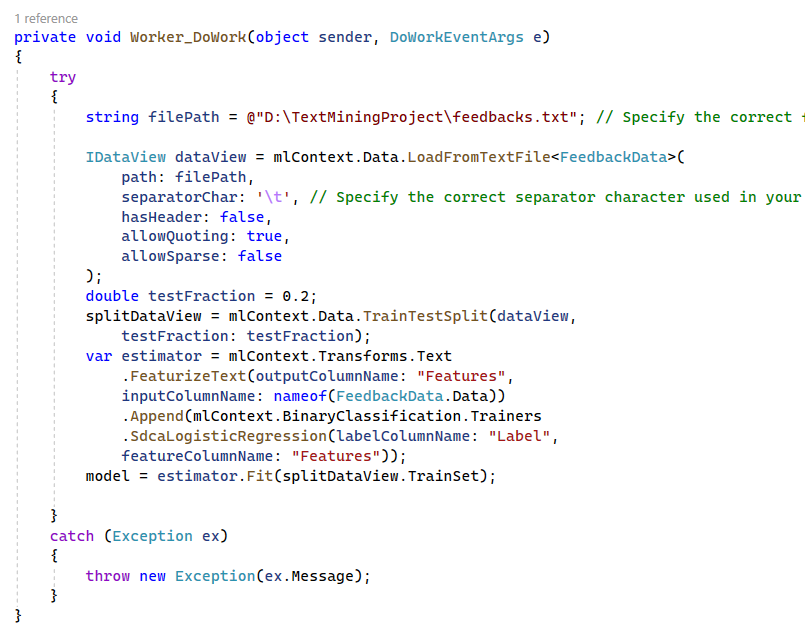 1 reference
private void Worker_DoWork(object sender, DoWorkEventArgs e)
{
    try
    {
        string filePath = @"D:\TextMiningProject\feedbacks.txt"; // Specify the correct

        IDataView dataView = mlContext.Data.LoadFromTextFile<FeedbackData>(
            path: filePath,
            separatorChar: '\t', // Specify the correct separator character used in your
            hasHeader: false,
            allowQuoting: true,
            allowSparse: false
        );
        double testFraction = 0.2;
        splitDataView = mlContext.Data.TrainTestSplit(dataView,
            testFraction: testFraction);
        var estimator = mlContext.Transforms.Text
            .FeaturizeText(outputColumnName: "Features",
            inputColumnName: nameof(FeedbackData.Data))
            .Append(mlContext.BinaryClassification.Trainers
            .SdcaLogisticRegression(labelColumnName: "Label",
            featureColumnName: "Features"));
        model = estimator.Fit(splitDataView.TrainSet);

    }
    catch (Exception ex)
    {
        throw new Exception(ex.Message);
    }
}